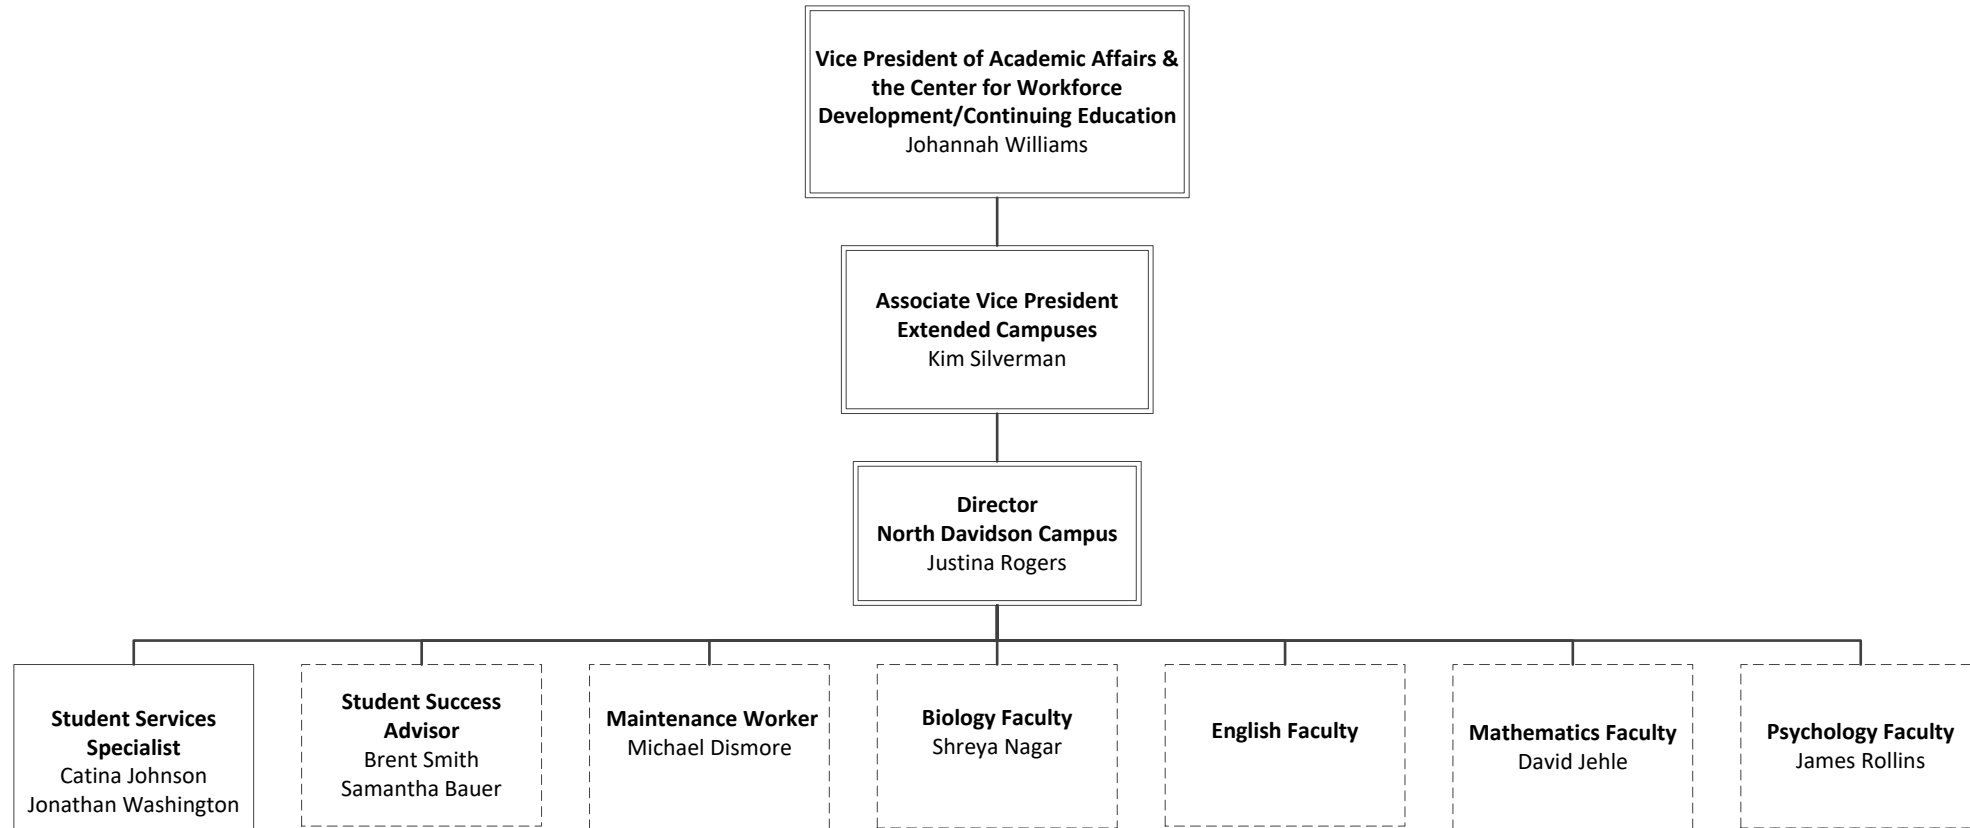 Vice President of Academic Affairs &
the Center for Workforce
Development/Continuing Education
Johannah Williams
Associate Vice President
Extended Campuses
Kim Silverman
Director
North Davidson Campus
Justina Rogers
Student Services
Specialist
Catina Johnson
Jonathan Washington
Student Success
Advisor
Brent Smith
Samantha Bauer
Maintenance Worker
Michael Dismore
Biology Faculty
Shreya Nagar
English Faculty
Mathematics Faculty
David Jehle
Psychology Faculty
James Rollins